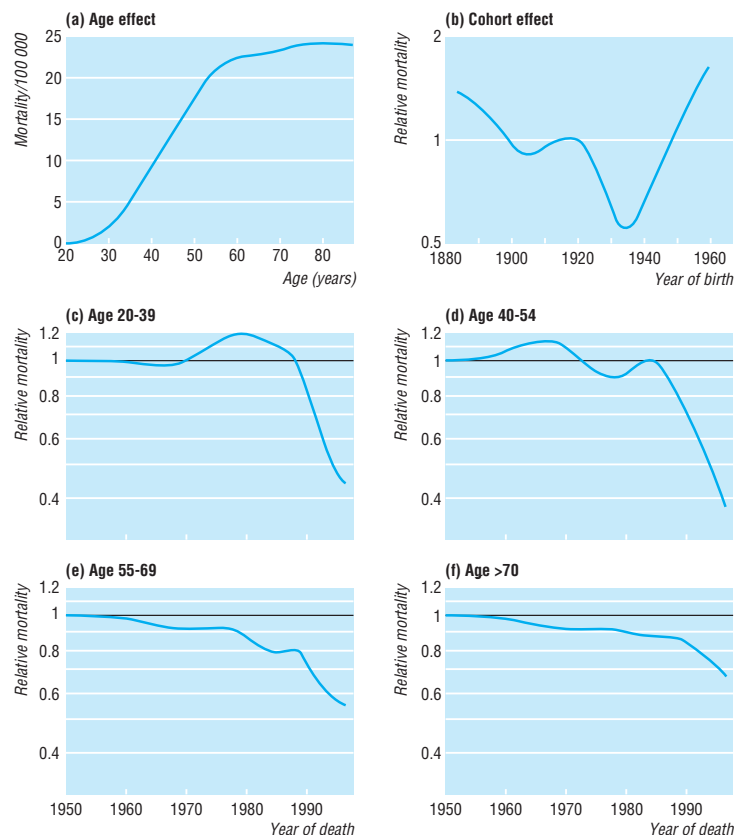 (a) Age effect
Mortality/100 000
25
20
15
10
5
0
20 30 40 50 60 70 80
Age (years)
(b) Cohort effect
Relative mortality
2
1
0.5
1880 1900 1920 1940 1960
Year of birth
(c) Age 20-39
Relative mortality
1.2
1
0.8
0.6
0.4
(d) Age 40-54
Relative mortality
1.2
1
0.8
0.6
0.4
(e) Age 55-69
Relative mortality
1.2
1
0.8
0.6
0.4
1950 1960 1970 1980 1990
Year of death
(f) Age >70
Relative mortality
1.2
1
0.8
0.6
0.4
1950 1960 1970 1980 1990
Year of death